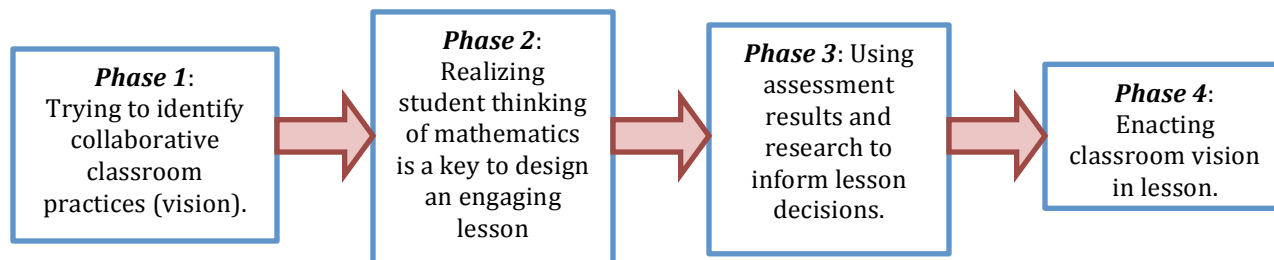 Phase 1:
Trying to identify
collaborative
classroom
practices (vision).
Phase 2:
Realizing
student thinking
of mathematics
is a key to design
an engaging
lesson
Phase 3: Using
assessment
results and
research to
inform lesson
decisions.
Phase 4:
Enacting
classroom vision
in lesson.